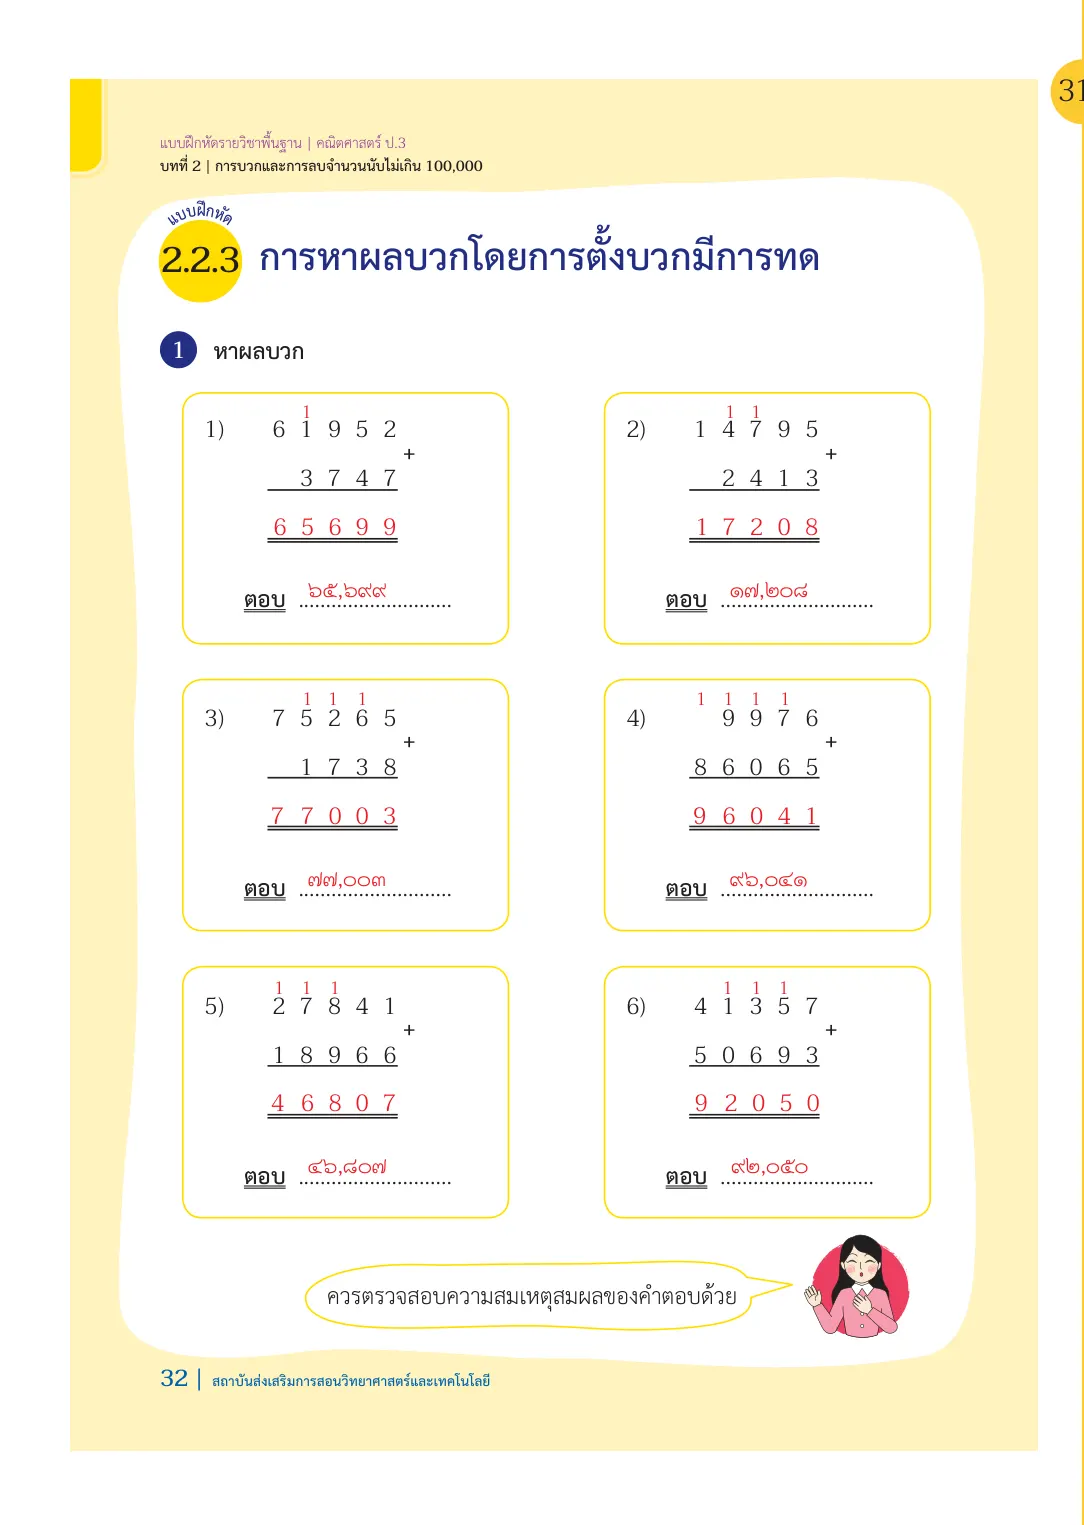 31
แบบฝึกหัดรายวิชาพื้นฐาน | คณิตศาสตร์ ป.3
บทที่ 2 | การบวกและการลบจำนวนนับไม่เกิน 100,000
แบบฝึกหัด
2.2.3 การหาผลบวกโดยการตั้งบวกมีการทด
1 หาผลบวก
1
1) 6 1 9 5 2
+
3 7 4 7
6 5 6 9 9
ตอบ ๖๕,๖๙๙
1 1
2) 1 4 7 9 5
+
2 4 1 3
1 7 2 0 8
ตอบ ๑๗,๒๐๘
1 1 1
3) 7 5 2 6 5
+
1 7 3 8
7 7 0 0 3
ตอบ ๗๗,๐๐๓
1 1 1 1
4) 9 9 7 6
+
8 6 0 6 5
9 6 0 4 1
ตอบ ๙๖,๐๔๑
1 1 1
5) 2 7 8 4 1
+
1 8 9 6 6
4 6 8 0 7
ตอบ ๔๖,๘๐๗
1 1 1
6) 4 1 3 5 7
+
5 0 6 9 3
9 2 0 5 0
ตอบ ๙๒,๐๕๐
ควรตรวจสอบความสมเหตุสมผลของคำตอบด้วย
32 | สถาบันส่งเสริมการสอนวิทยาศาสตร์และเทคโนโลยี